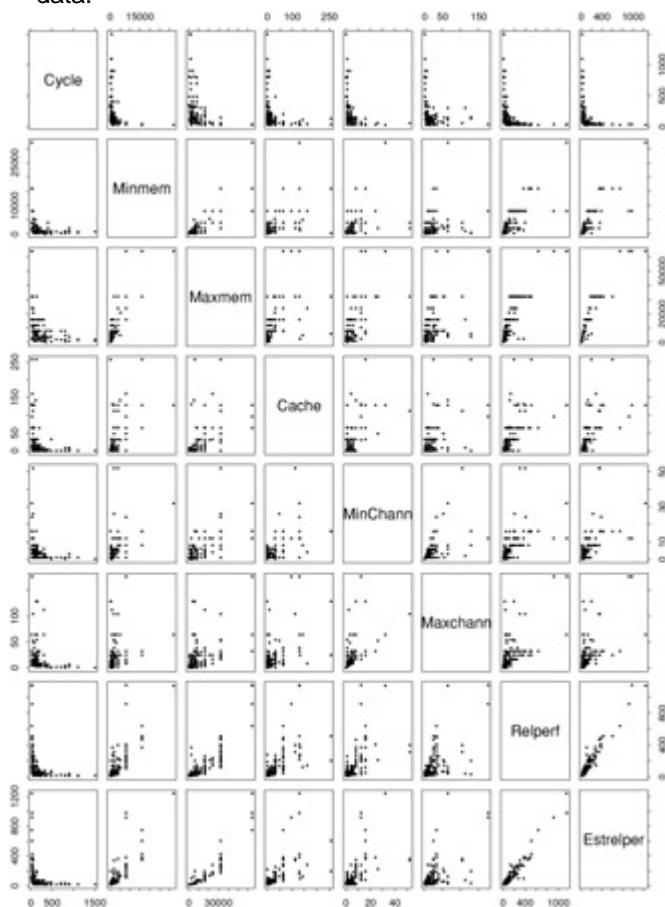 data.
0 15000 0 100 250 0 50 150 0 400 1000
Cycle
0 500 1000
0 10000 25000
Minmem
Maxmem
0 20000 50000
0 50 150 250
Cache
MinChann
0 10 30 50
0 50 100
Maxchann
Relperf
0 400 800
0 400 800 1200
Estrelper
0 500 1500 0 30000 0 20 40 0 400 1000